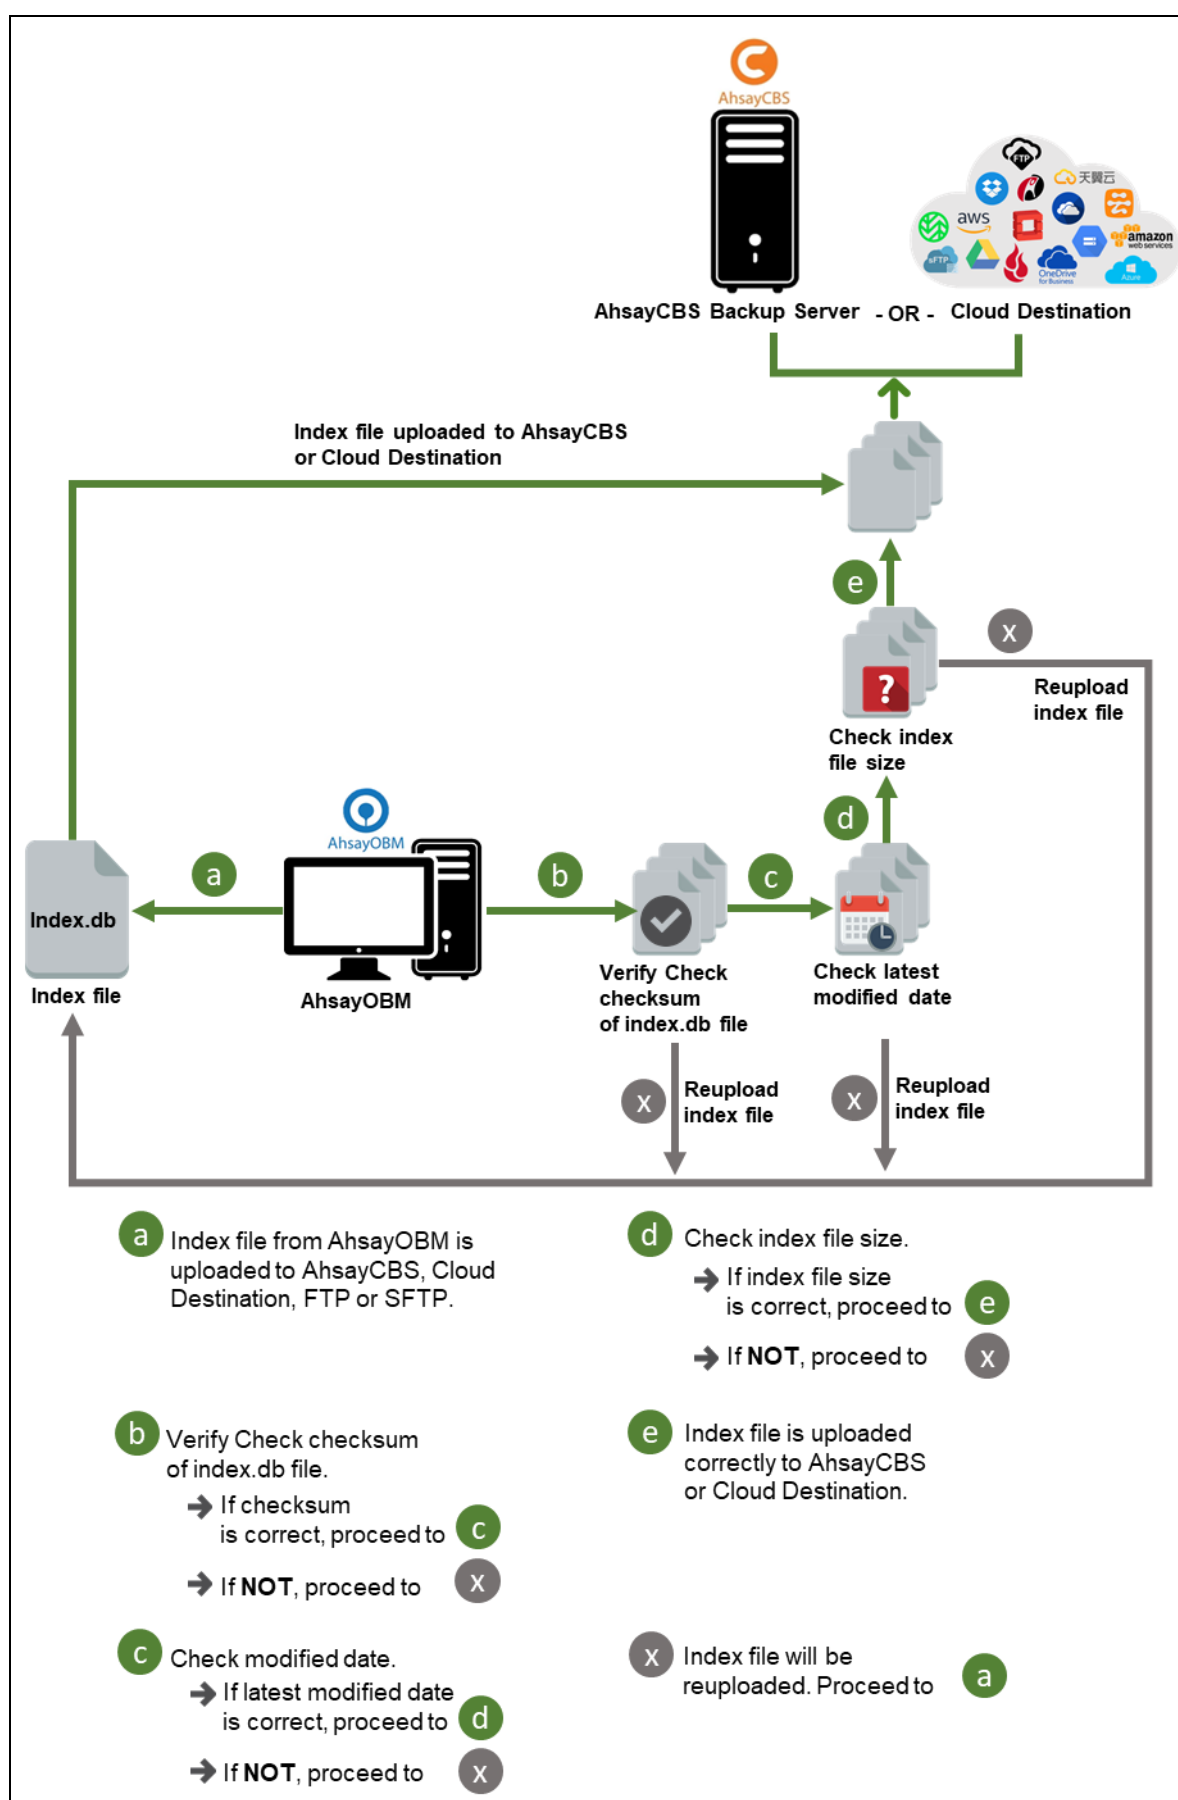 AhsayCBS
FTP
天翼云
aws
amazon
web services
sFTP
OneDrive
for Business
Azure
AhsayCBS Backup Server - OR - Cloud Destination
Index file uploaded to AhsayCBS
or Cloud Destination
e
x
?
Reupload
index file
Check index
file size
d
AhsayOBM
a
b
c
Index.db
Index file
AhsayOBM
Verify Check
checksum
of index.db file
Check latest
modified date
x
Reupload
index file
x
Reupload
index file
a
Index file from AhsayOBM is
uploaded to AhsayCBS, Cloud
Destination, FTP or SFTP.
b
Verify Check checksum
of index.db file.
➔ If checksum
is correct, proceed to c
➔ If NOT, proceed to x
c
Check modified date.
➔ If latest modified date
is correct, proceed to d
➔ If NOT, proceed to x
d
Check index file size.
➔ If index file size
is correct, proceed to e
➔ If NOT, proceed to x
e
Index file is uploaded
correctly to AhsayCBS
or Cloud Destination.
x
Index file will be
reuploaded. Proceed to a